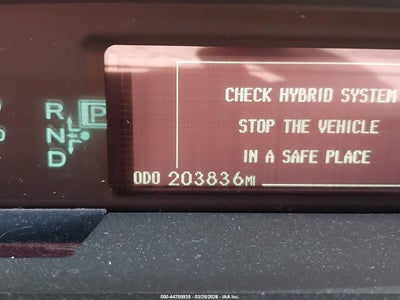 R
P
N
D
CHECK HYBRID SYSTEM
STOP THE VEHICLE
IN A SAFE PLACE
ODO 203836MI
000-44700935 - 03/29/2026 - IAA Inc.